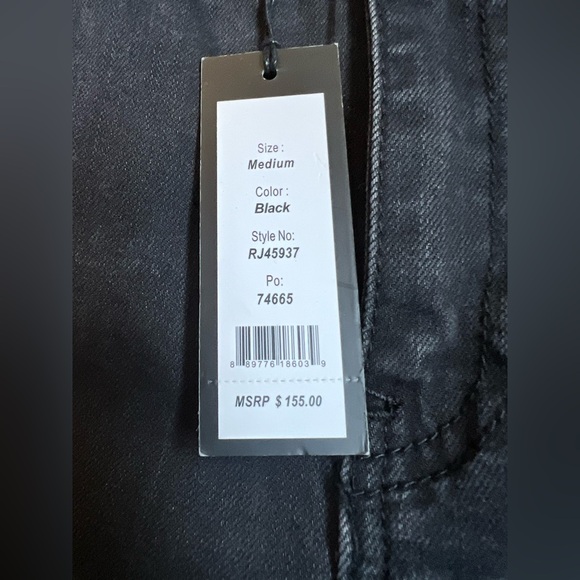 Size :
Medium
Color :
Black
Style No:
RJ45937
Po:
74665
8 89776 18603 9
MSRP $ 155.00